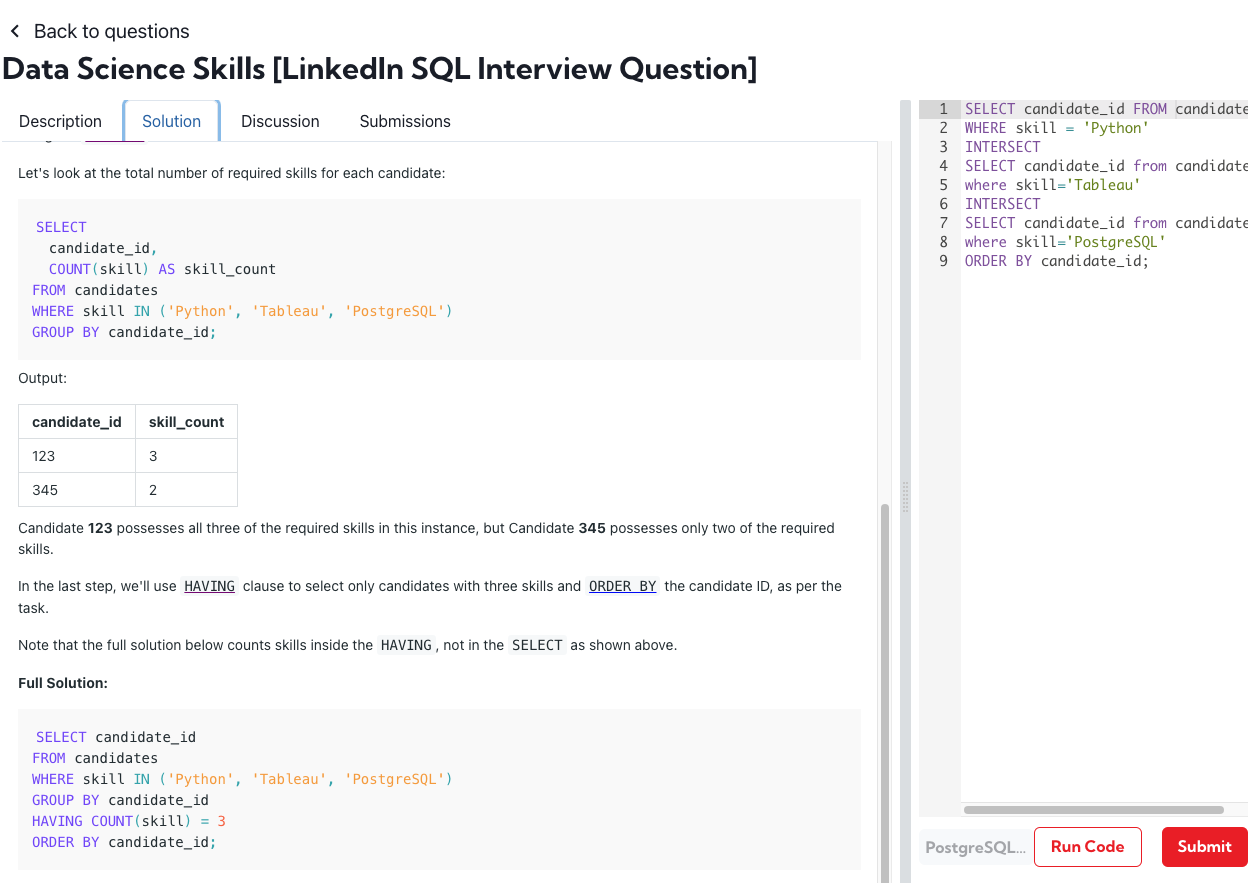 Back to questions
Data Science Skills [LinkedIn SQL Interview Question]
Description Solution Discussion Submissions
Let's look at the total number of required skills for each candidate:
SELECT
candidate_id,
COUNT(skill) AS skill_count
FROM candidates
WHERE skill IN ('Python', 'Tableau', 'PostgreSQL')
GROUP BY candidate_id;
Output:
candidate_id skill_count
123 3
345 2
Candidate 123 possesses all three of the required skills in this instance, but Candidate 345 possesses only two of the required
skills.
In the last step, we'll use HAVING clause to select only candidates with three skills and ORDER BY the candidate ID, as per the
task.
Note that the full solution below counts skills inside the HAVING, not in the SELECT as shown above.
Full Solution:
SELECT candidate_id
FROM candidates
WHERE skill IN ('Python', 'Tableau', 'PostgreSQL')
GROUP BY candidate_id
HAVING COUNT(skill) = 3
ORDER BY candidate_id;
1 SELECT candidate_id FROM candidate
2 WHERE skill = 'Python'
3 INTERSECT
4 SELECT candidate_id from candidate
5 where skill='Tableau'
6 INTERSECT
7 SELECT candidate_id from candidate
8 where skill='PostgreSQL'
9 ORDER BY candidate_id;
PostgreSQL... Run Code Submit